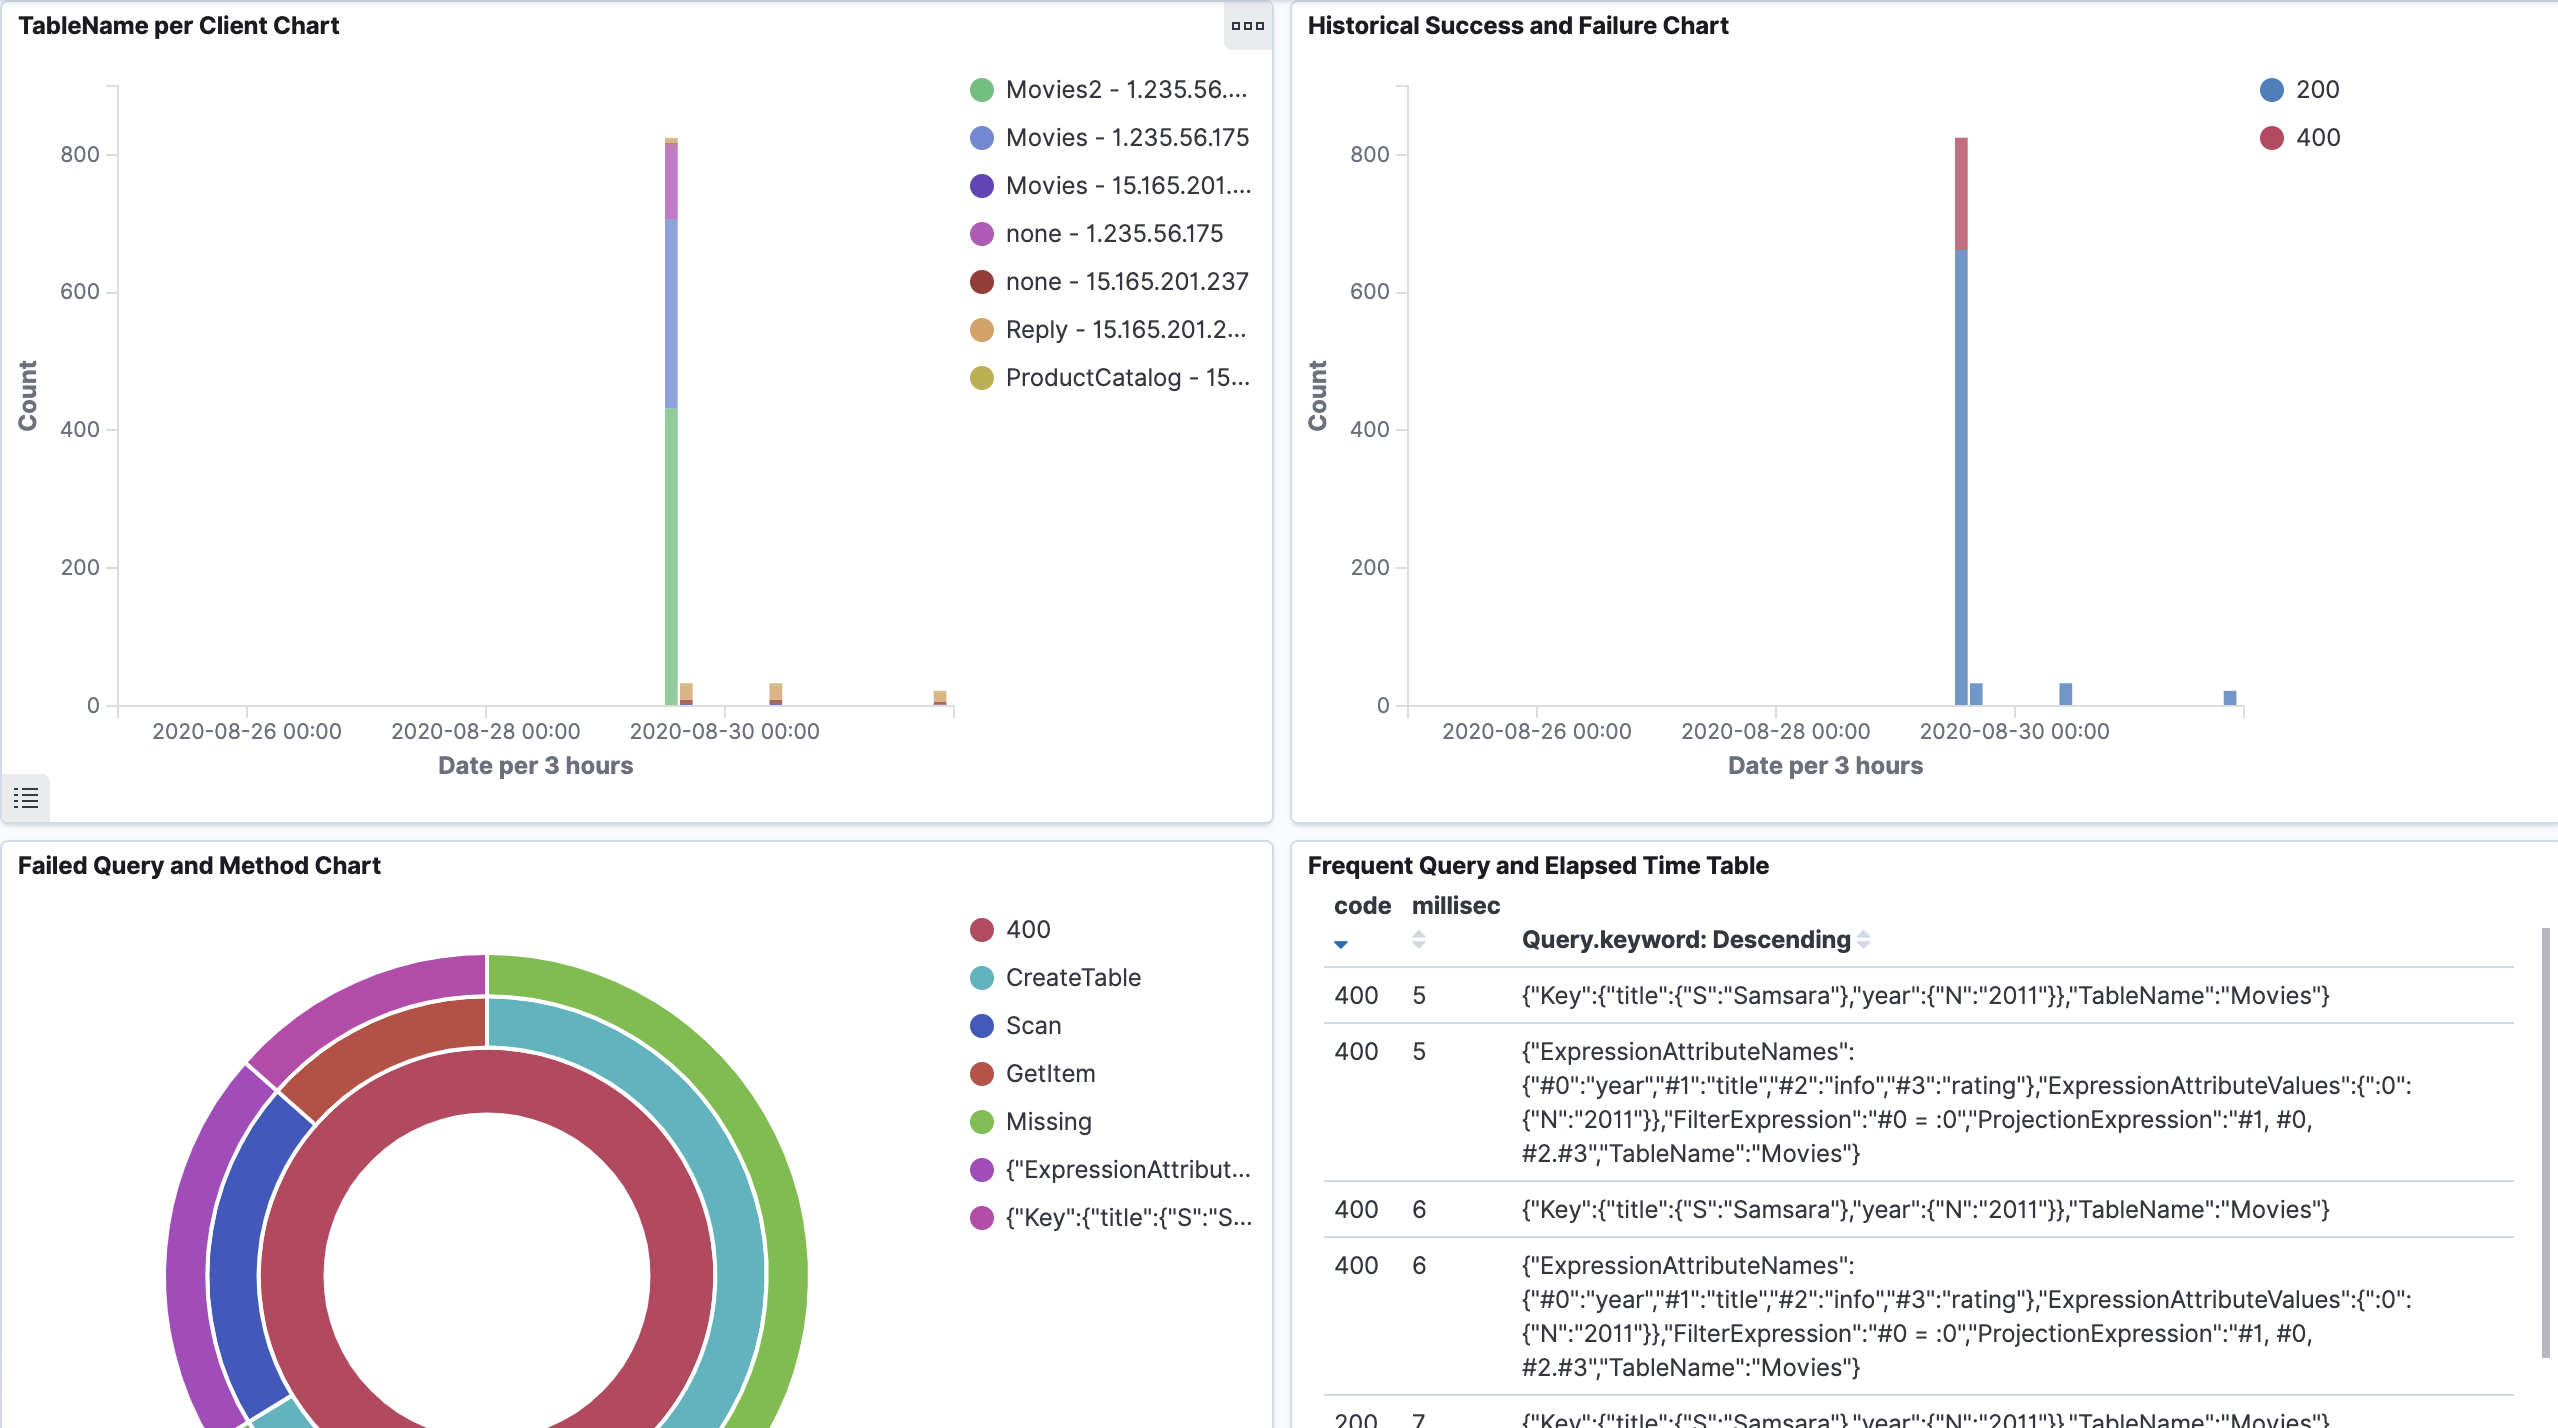 TableName per Client Chart
Count
800
600
400
200
0
2020-08-26 00:00
2020-08-28 00:00
2020-08-30 00:00
Date per 3 hours
Movies2 - 1.235.56....
Movies - 1.235.56.175
Movies - 15.165.201....
none - 1.235.56.175
none - 15.165.201.237
Reply - 15.165.201.2...
ProductCatalog - 15...
Historical Success and Failure Chart
Count
800
600
400
200
0
2020-08-26 00:00
2020-08-28 00:00
2020-08-30 00:00
Date per 3 hours
200
400
Failed Query and Method Chart
400
CreateTable
Scan
GetItem
Missing
{"ExpressionAttribut...
{"Key":{"title":{"S":"S...
Frequent Query and Elapsed Time Table
code millisec
Query.keyword: Descending
400 5 {"Key":{"title":{"S":"Samsara"},"year":{"N":"2011"}},"TableName":"Movies"}
400 5 {"ExpressionAttributeNames":
{"#0":"year","#1":"title","#2":"info","#3":"rating"},"ExpressionAttributeValues":{":0":
{"N":"2011"}},"FilterExpression":"#0 = :0","ProjectionExpression":"#1, #0,
#2.#3","TableName":"Movies"}
400 6 {"Key":{"title":{"S":"Samsara"},"year":{"N":"2011"}},"TableName":"Movies"}
400 6 {"ExpressionAttributeNames":
{"#0":"year","#1":"title","#2":"info","#3":"rating"},"ExpressionAttributeValues":{":0":
{"N":"2011"}},"FilterExpression":"#0 = :0","ProjectionExpression":"#1, #0,
#2.#3","TableName":"Movies"}
200 7 {"Key":{"title":{"S":"Samsara"},"year":{"N":"2011"}},"TableName":"Movies"}